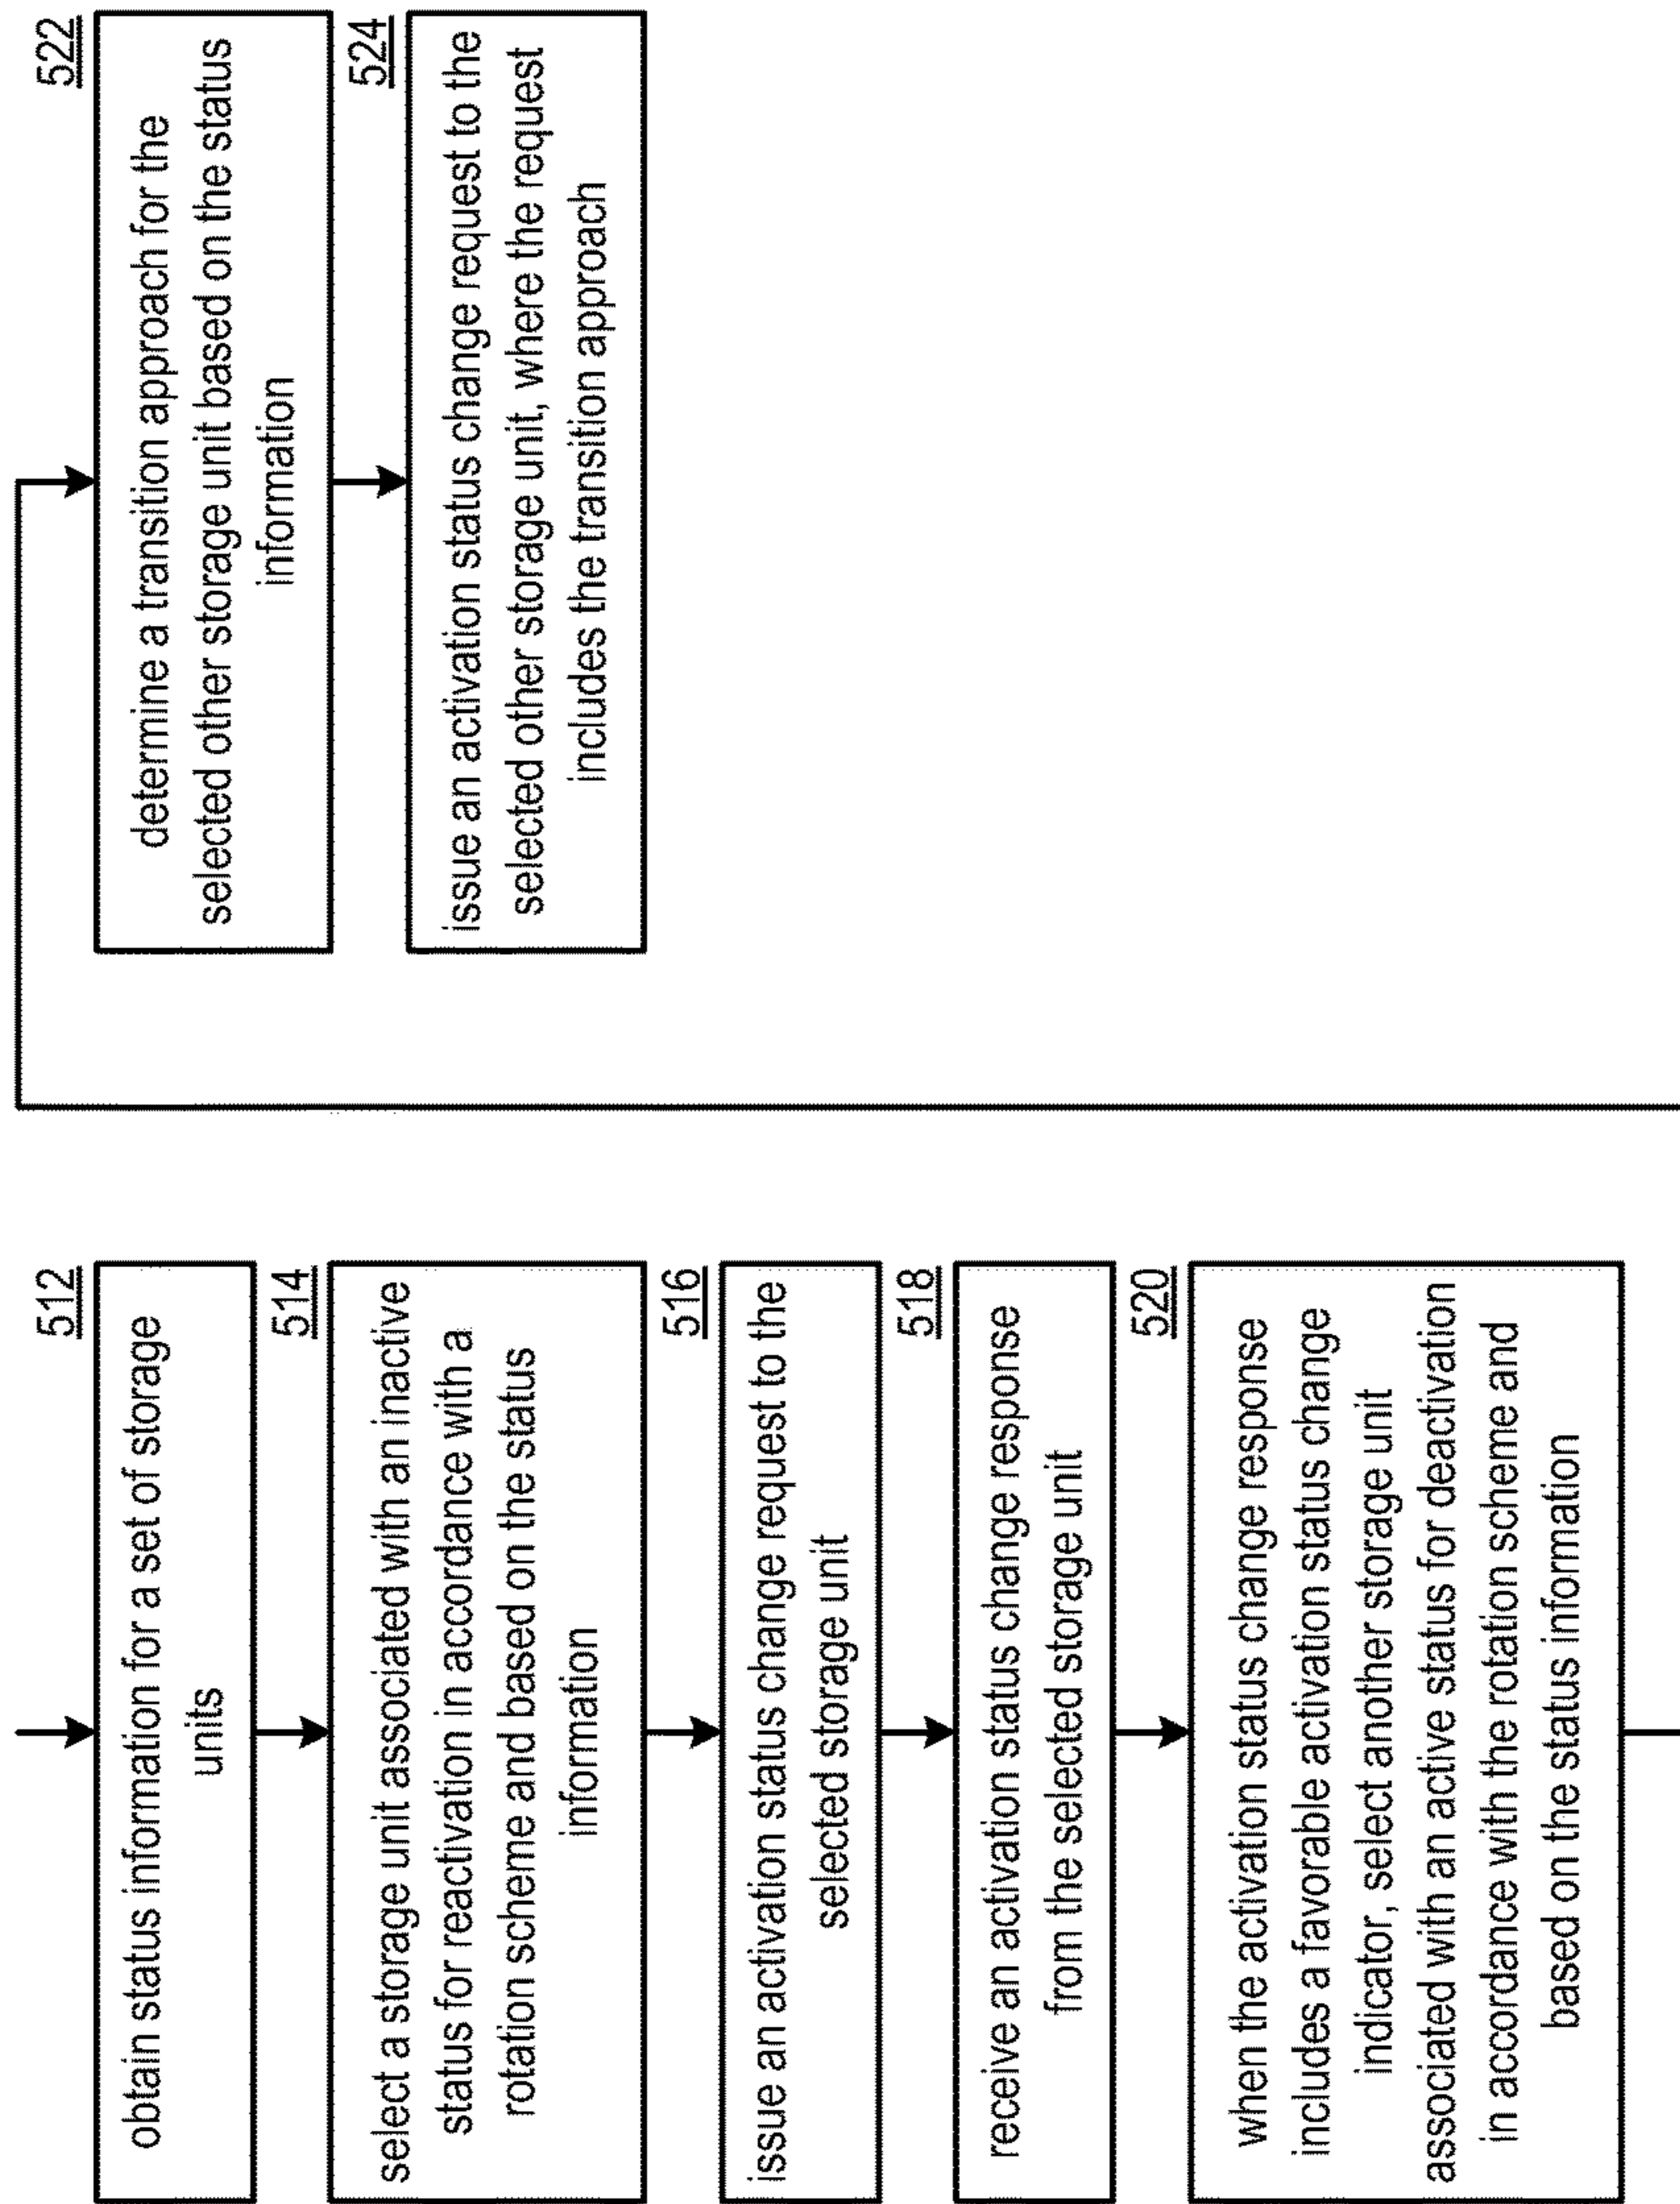 512
obtain status information for a set of storage
units
514
select a storage unit associated with an inactive
status for reactivation in accordance with a
rotation scheme and based on the status
information
516
issue an activation status change request to the
selected storage unit
518
receive an activation status change response
from the selected storage unit
520
when the activation status change response
includes a favorable activation status change
indicator, select another storage unit
associated with an active status for deactivation
in accordance with the rotation scheme and
based on the status information
522
determine a transition approach for the
selected other storage unit based on the status
information
524
issue an activation status change request to the
selected other storage unit, where the request
includes the transition approach